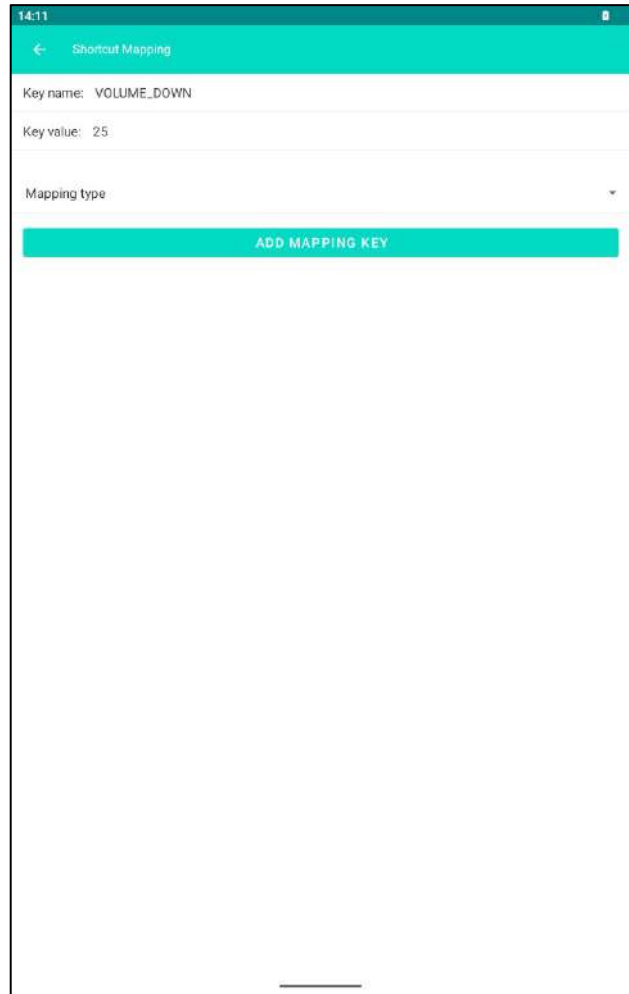 14:11
Shortcut Mapping
Key name: VOLUME_DOWN
Key value: 25
Mapping type
ADD MAPPING KEY